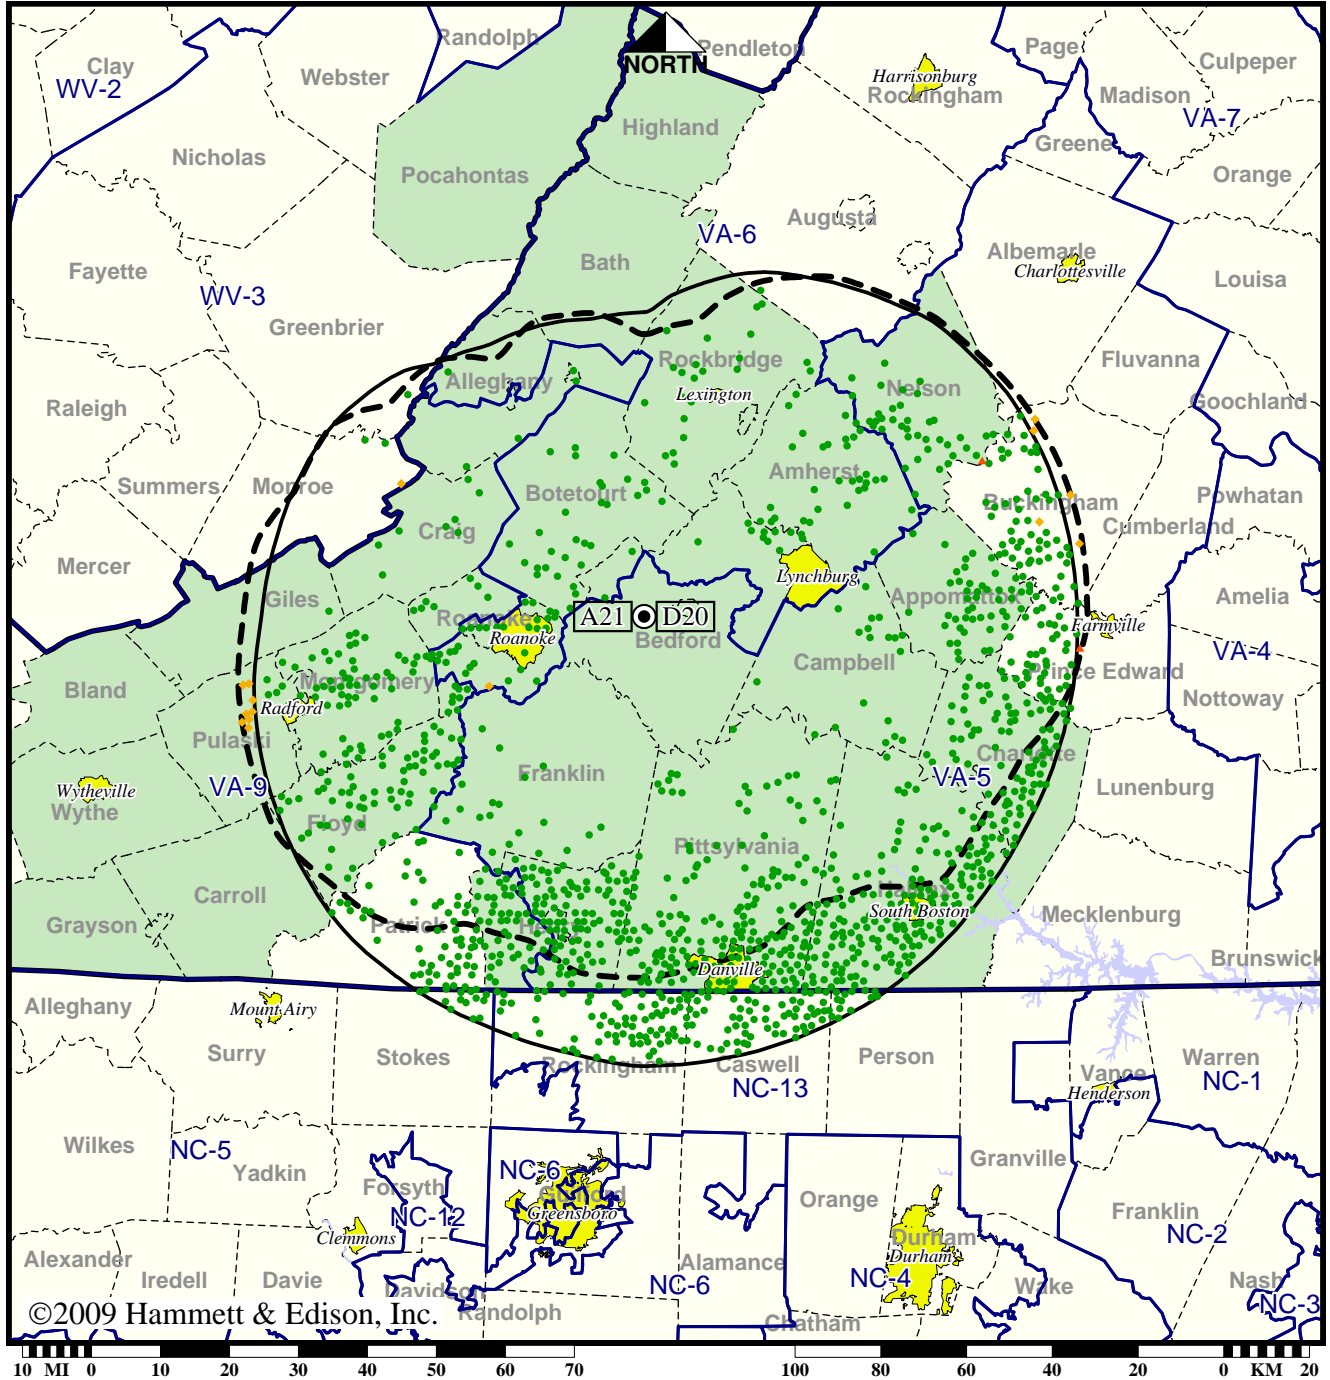 Randolph
Pendleton
NORTH
Page
Culpeper
Clay
WV-2
Webster
Harrisonburg
Rockingham
Madison
VA-7
Highland
Greene
Nicholas
Pocahontas
Orange
Augusta
VA-6
Albemarle
Charlottesville
Bath
Fayette
Louisa
WV-3
Greenbrier
Rockbridge
Fluvanna
Alleghany
Nelson
Lexington
Raleigh
Goochland
Amherst
Summers
Monroe
Botetourt
Buckingham
Powhatan
Cumberland
Craig
Mercer
Lynchburg
Giles
Appomattox
Amelia
Roanoke
A21
D20
Farmville
Roanoke
Bedford
VA-4
Campbell
Prince Edward
Bland
Montgomery
Nottoway
Radford
Pulaski
Charlotte
Franklin
VA-5
VA-9
Lunenburg
Wytheville
Wythe
Floyd
Pittsylvania
Carroll
Halifax
South Boston
Mecklenburg
Grayson
Patrick
Henry
Brunswick
Danville
Alleghany
Mount Airy
Surry
Stokes
Rockingham
Caswell
Person
Warren
Vance
NC-1
NC-13
Henderson
Wilkes
NC-5
Yadkin
Granville
NC-6
Forsyth
Guilford
Orange
Franklin
NC-12
Greensboro
NC-2
Clemmons
Durham
Durham
Alexander
Alamance
Iredell
Davie
NC-6
NC-4
Wake
Nash
Davidson
NC-3
©2009 Hammett & Edison, Inc.
Randolph
Chatham
10 MI 0 10 20 30 40 50 60 70
100 80 60 40 20 0 KM 20